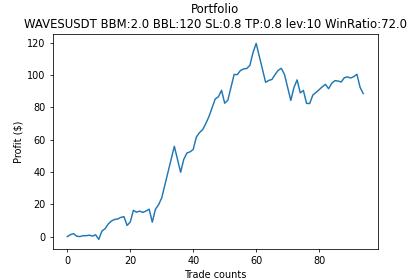 Portfolio
WAVESUSDT BBM:2.0 BBL:120 SL:0.8 TP:0.8 lev:10 WinRatio:72.0
120
100
80
60
40
20
0
Profit ($)
0 20 40 60 80
Trade counts